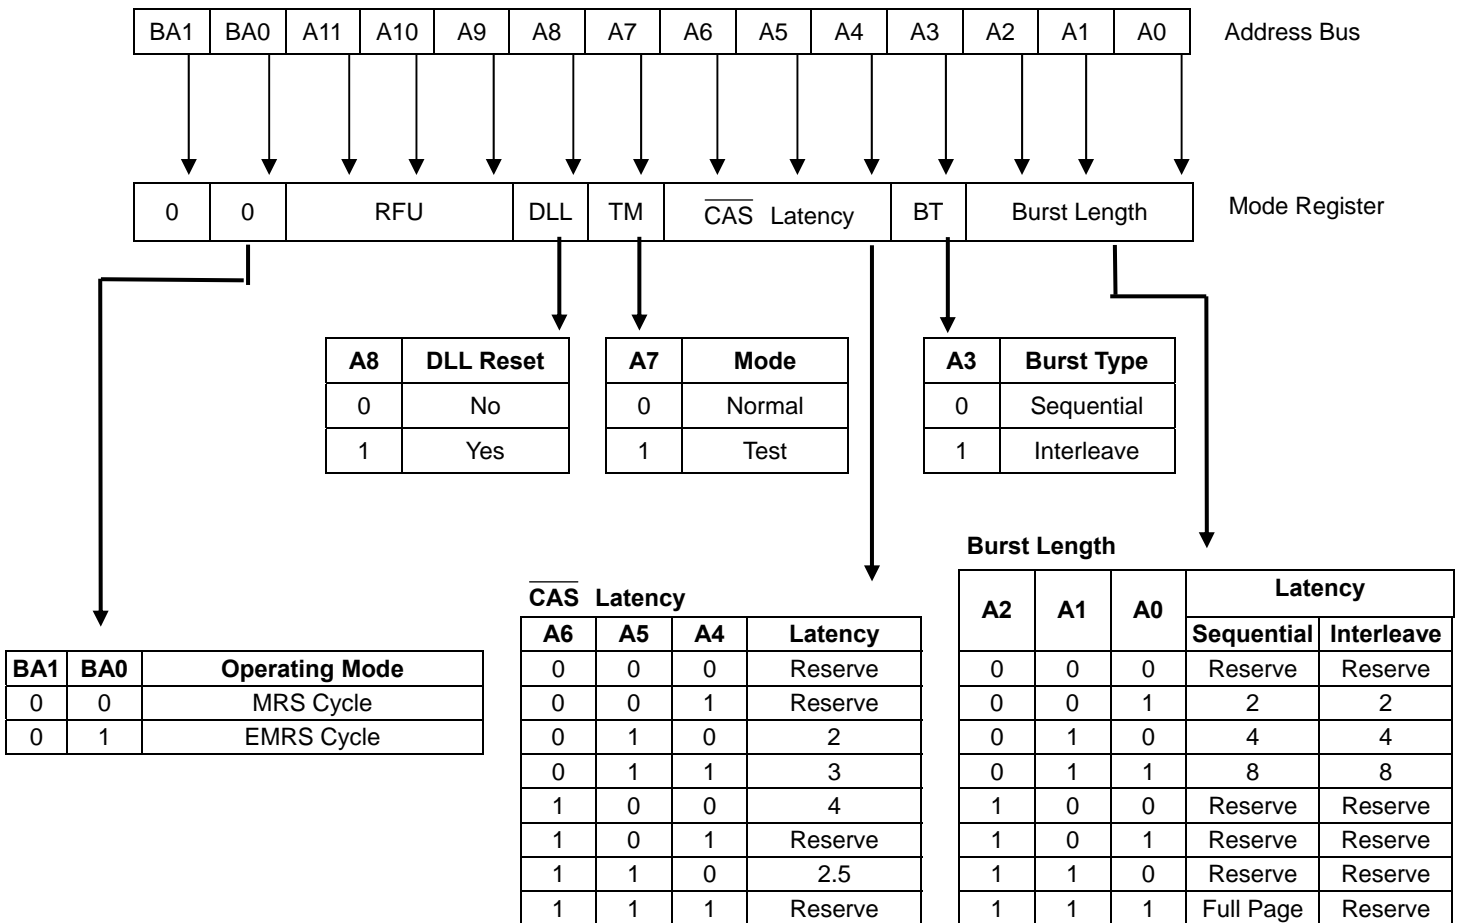 BA1 BA0 A11 A10 A9 A8 A7 A6 A5 A4 A3 A2 A1 A0 Address Bus
0 0 RFU DLL TM CAS Latency BT Burst Length Mode Register
A8 DLL Reset
0 No
1 Yes
A7 Mode
0 Normal
1 Test
A3 Burst Type
0 Sequential
1 Interleave
BA1 BA0 Operating Mode
0 0 MRS Cycle
0 1 EMRS Cycle
CAS Latency
A6 A5 A4 Latency
0 0 0 Reserve
0 0 1 Reserve
0 1 0 2
0 1 1 3
1 0 0 4
1 0 1 Reserve
1 1 0 2.5
1 1 1 Reserve
Burst Length
A2 A1 A0 Latency
Sequential Interleave
0 0 0 Reserve Reserve
0 0 1 2 2
0 1 0 4 4
0 1 1 8 8
1 0 0 Reserve Reserve
1 0 1 Reserve Reserve
1 1 0 Reserve Reserve
1 1 1 Full Page Reserve